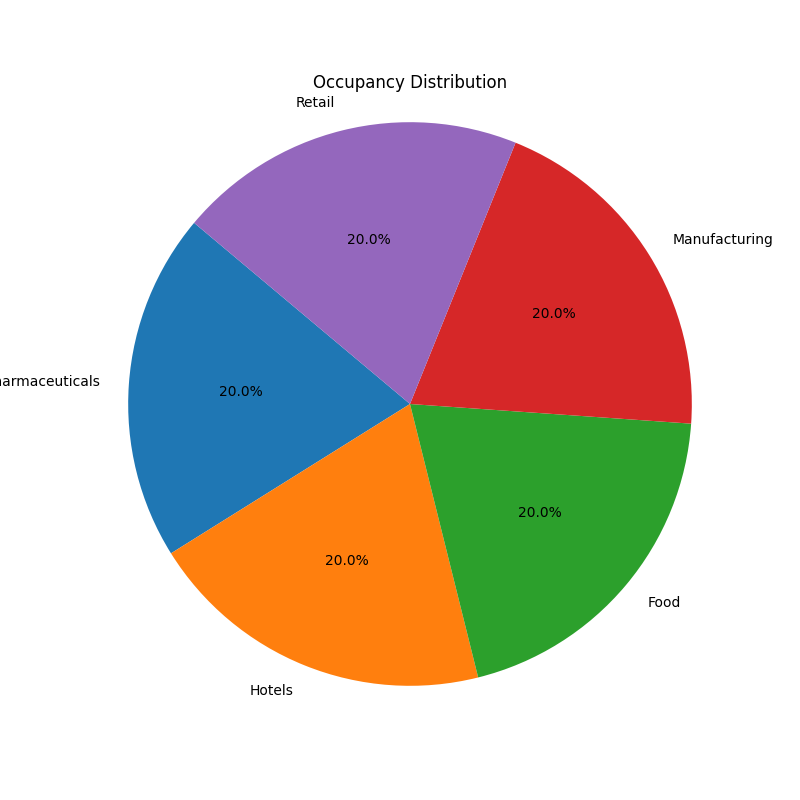 Occupancy Distribution
Retail
20.0%
Manufacturing
20.0%
armaceuticals
20.0%
20.0%
Food
20.0%
Hotels